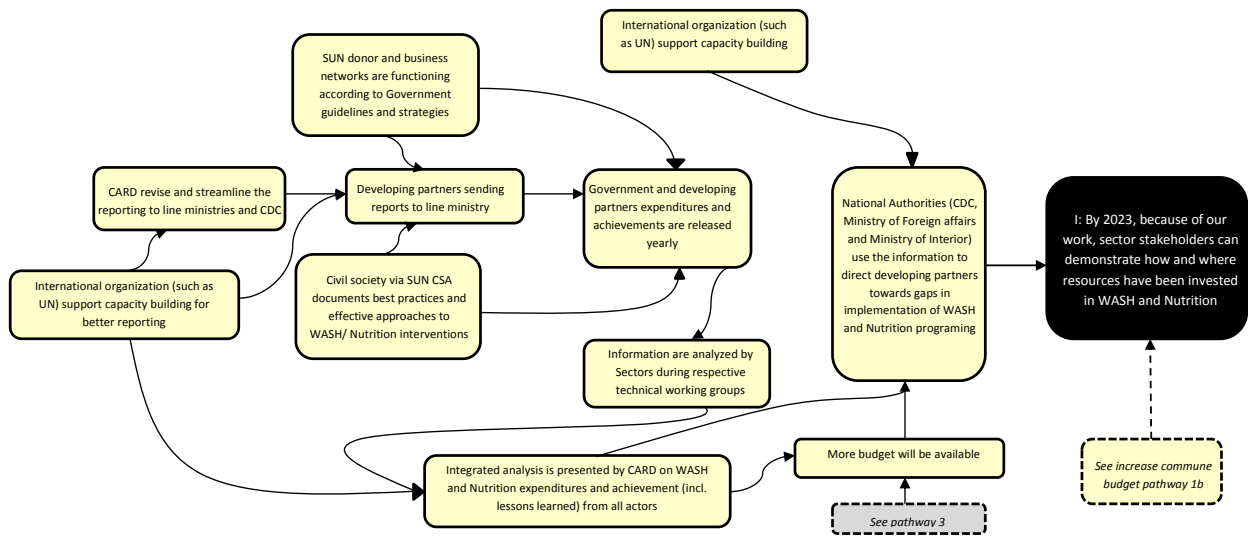 International organization (such
as UN) support capacity building
SUN donor and business
networks are functioning
according to Government
guidelines and strategies
CARD revise and streamline the
reporting to line ministries and CDC
Developing partners sending
reports to line ministry
Government and developing
partners expenditures and
achievements are released
yearly
National Authorities (CDC,
Ministry of Foreign affairs
and Ministry of Interior)
use the information to
direct developing partners
towards gaps in
implementation of WASH
and Nutrition programing
I: By 2023, because of our
work, sector stakeholders can
demonstrate how and where
resources have been invested
in WASH and Nutrition
International organization (such as
UN) support capacity building for
better reporting
Civil society via SUN CSA
documents best practices and
effective approaches to
WASH/ Nutrition interventions
Information are analyzed by
Sectors during respective
technical working groups
Integrated analysis is presented by CARD on WASH
and Nutrition expenditures and achievement (incl.
lessons learned) from all actors
More budget will be available
See pathway 3
See increase commune
budget pathway 1b